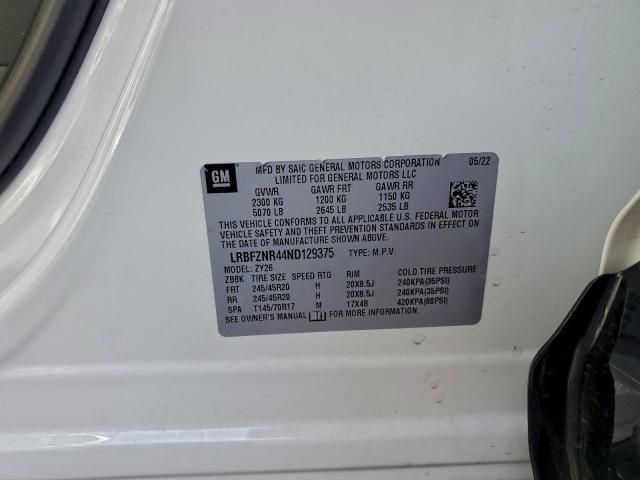 GM
MFD BY SAIC GENERAL MOTORS CORPORATION 05/22
LIMITED FOR GENERAL MOTORS LLC
GVWR GAWR FRT GAWR RR
2300 KG 1200 KG 1150 KG
5070 LB 2645 LB 2535 LB
THIS VEHICLE CONFORMS TO ALL APPLICABLE U.S. FEDERAL MOTOR
VEHICLE SAFETY AND THEFT PREVENTION STANDARDS IN EFFECT ON
THE DATE OF MANUFACTURE SHOWN ABOVE.
LRBFZNR44ND129375 TYPE: M.P.V.
MODEL: ZY26
ZBBK TIRE SIZE SPEED RTG RIM COLD TIRE PRESSURE
FRT 245/45R20 H 20X8.5J 240KPA(35PSI)
RR 245/45R20 H 20X8.5J 240KPA(35PSI)
SPA T145/70R17 M 17X4B 420KPA(60PSI)
SEE OWNER'S MANUAL FOR MORE INFORMATION.